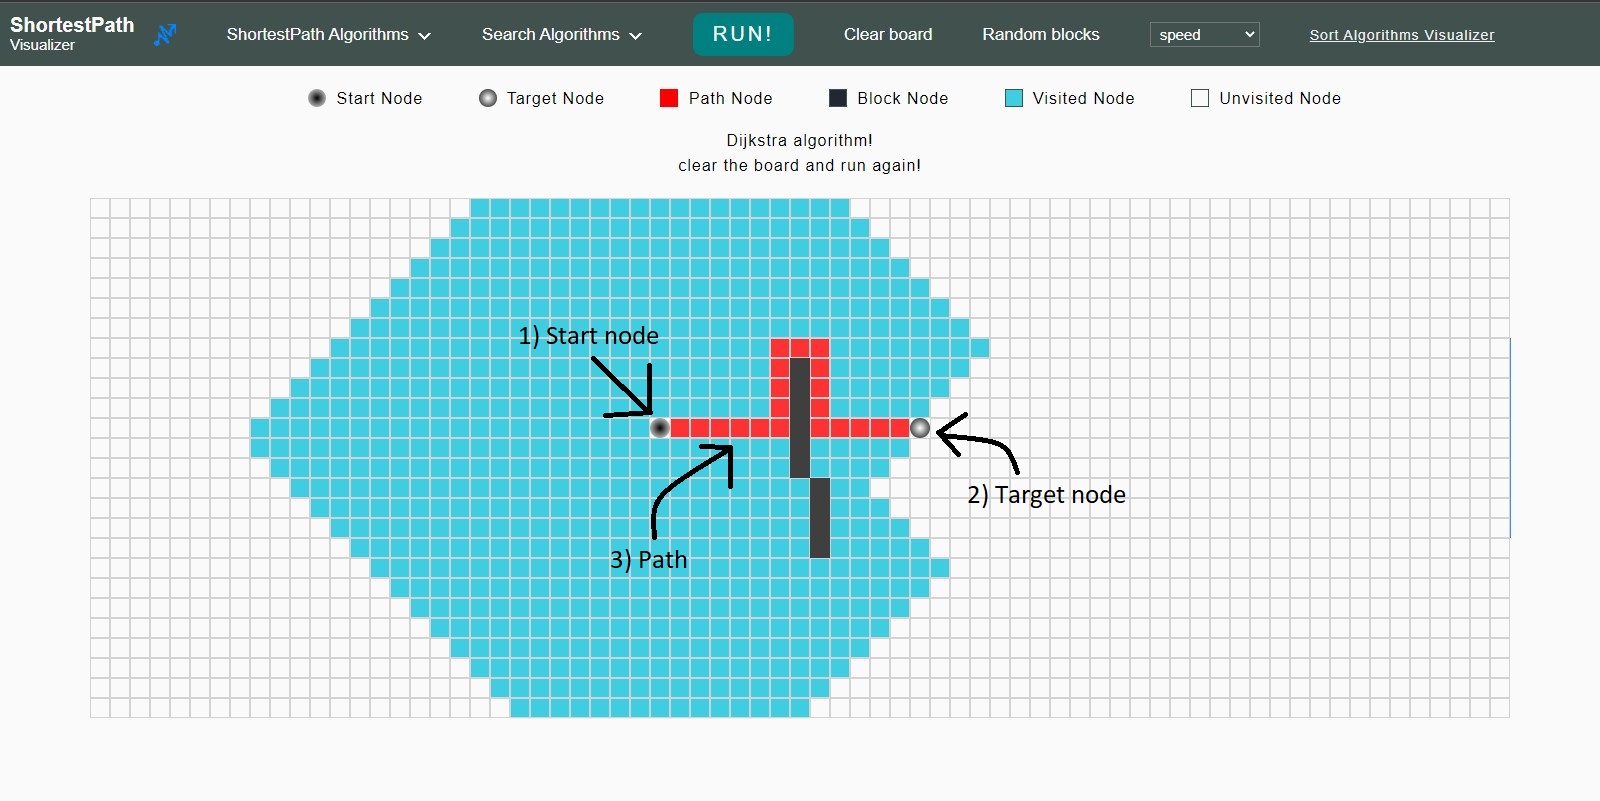 ShortestPath
Visualizer
ShortestPath Algorithms
Search Algorithms
RUN!
Clear board
Random blocks
speed
Sort Algorithms Visualizer
Start Node
Target Node
Path Node
Block Node
Visited Node
Unvisited Node
Dijkstra algorithm!
clear the board and run again!
1) Start node
2) Target node
3) Path